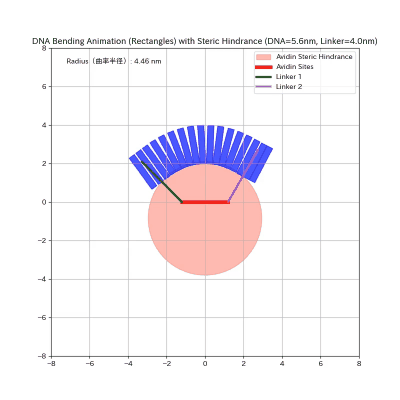 DNA Bending Animation (Rectangles) with Steric Hindrance (DNA=5.6nm, Linker=4.0nm)
Radius (曲率半径): 4.46 nm
Avidin Steric Hindrance
Avidin Sites
Linker 1
Linker 2
8
6
4
2
0
−2
−4
−6
−8
−8 −6 −4 −2 0 2 4 6 8